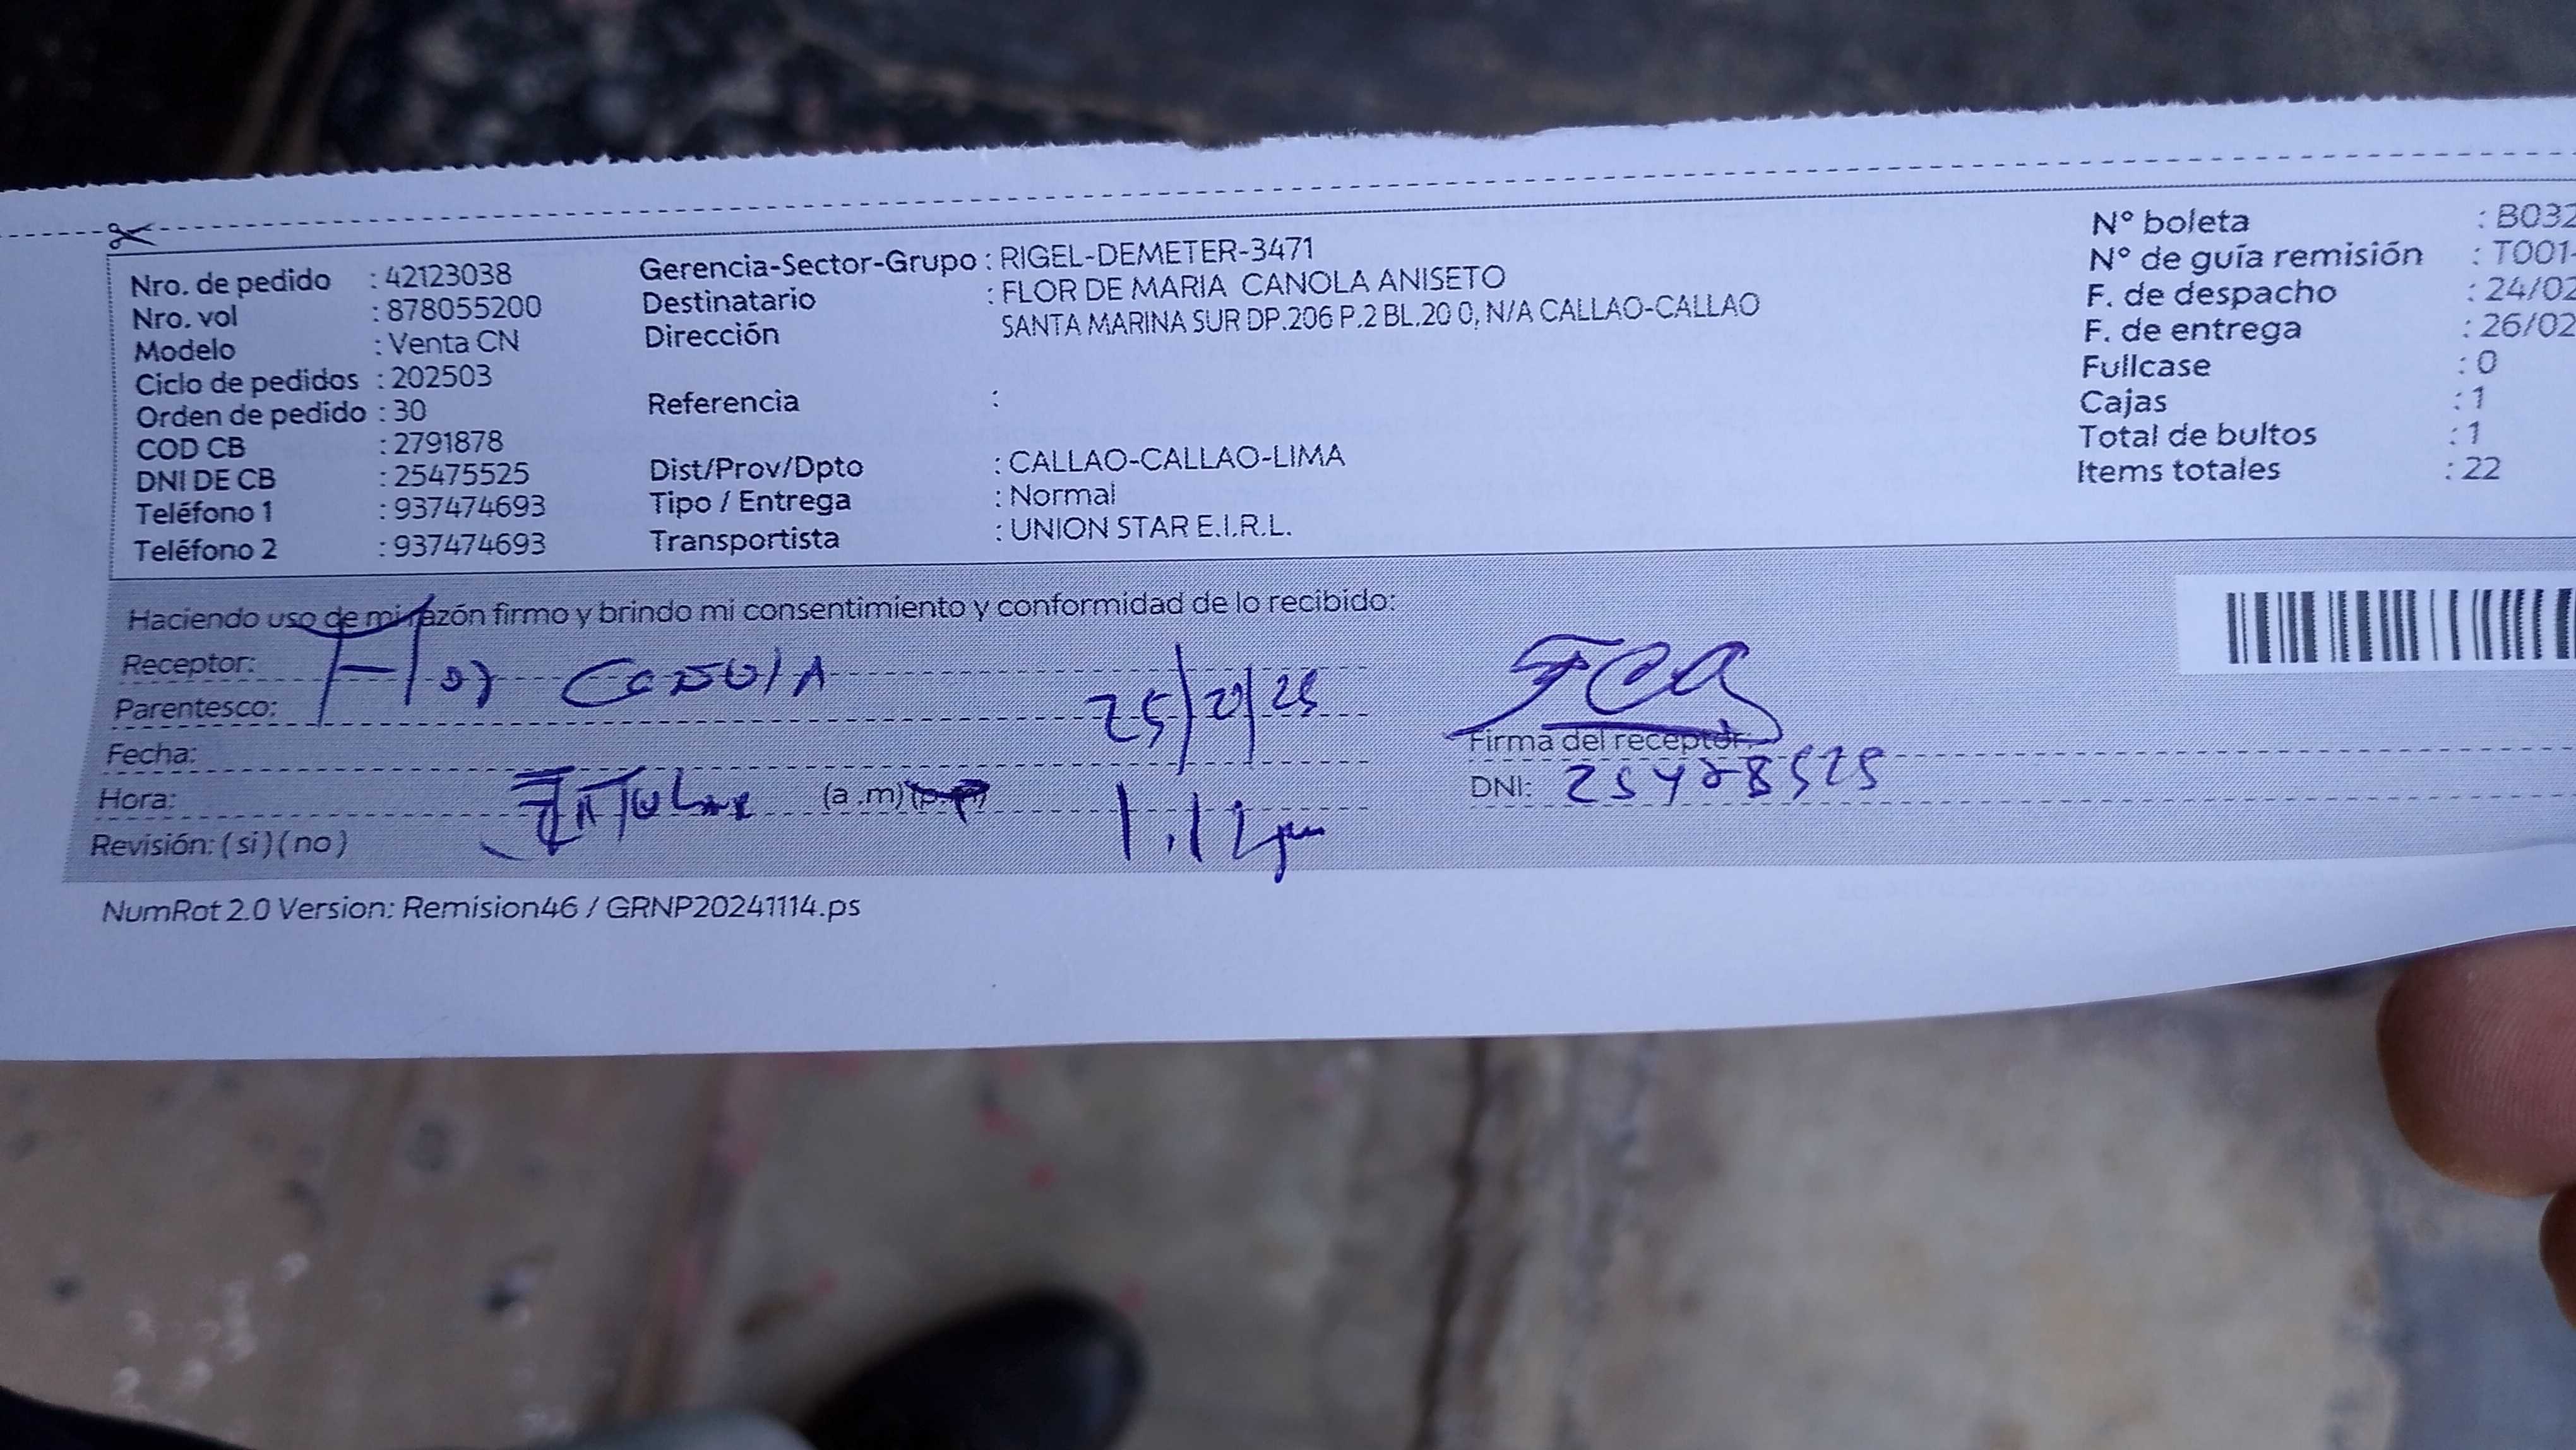 Nro. de pedido : 42123038
Nro. vol : 878055200
Modelo : Venta CN
Ciclo de pedidos : 202503
Orden de pedido : 30
COD CB : 2791878
DNI DE CB : 25475525
Teléfono 1 : 937474693
Teléfono 2 : 937474693
Gerencia-Sector-Grupo : RIGEL-DEMETER-3471
Destinatario : FLOR DE MARIA CANOLA ANISETO
Dirección SANTA MARINA SUR DP.206 P.2 BL.20 0, N/A CALLAO-CALLAO
Referencia :
Dist/Prov/Dpto : CALLAO-CALLAO-LIMA
Tipo / Entrega : Normal
Transportista : UNION STAR E.I.R.L.
N° boleta : B032
N° de guía remisión : T001-
F. de despacho : 24/02
F. de entrega : 26/02
Fullcase : 0
Cajas : 1
Total de bultos : 1
Items totales : 22
Haciendo uso de mi razón firmo y brindo mi consentimiento y conformidad de lo recibido:
Receptor: Flor
Parentesco:
Fecha:
Hora: (a .m)
Revisión: ( si ) ( no )
FCA
Firma del receptor:
DNI:
NumRot 2.0 Version: Remision46 / GRNP20241114.ps